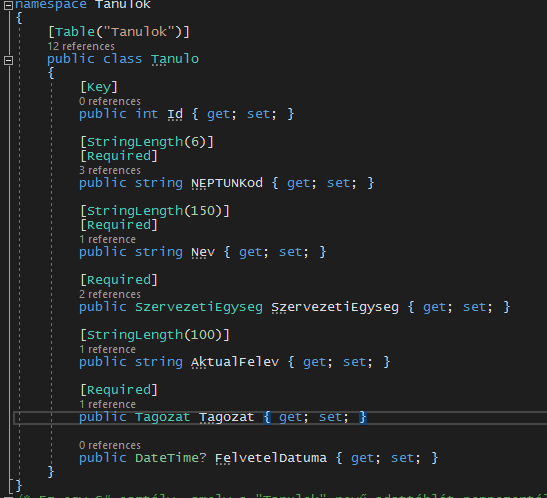 namespace Tanulok
{
[Table("Tanulok")]
12 references
public class Tanulo
{
[Key]
0 references
public int Id { get; set; }
[StringLength(6)]
[Required]
3 references
public string NEPTUNKod { get; set; }
[StringLength(150)]
[Required]
1 reference
public string Nev { get; set; }
[Required]
2 references
public SzervezetiEgyseg SzervezetiEgyseg { get; set; }
[StringLength(100)]
1 reference
public string AktualFelev { get; set; }
[Required]
1 reference
public Tagozat Tagozat { get; set; }
0 references
public DateTime? FelvetelDatuma { get; set; }
}
}